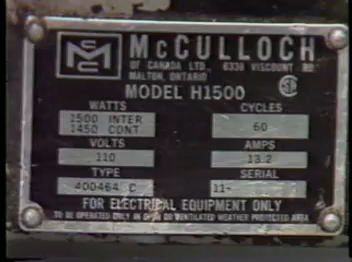 MCC
McCULLOCH
OF CANADA LTD., 6338 VISCOUNT RD
MALTON, ONTARIO
MODEL H1500
WATTS CYCLES
1500 INTER
1450 CONT. 60
VOLTS AMPS
110 13.2
TYPE SERIAL
400464 C 11-
FOR ELECTRICAL EQUIPMENT ONLY
TO BE OPERATED ONLY IN OPEN OR VENTILATED WEATHER PROTECTED AREA